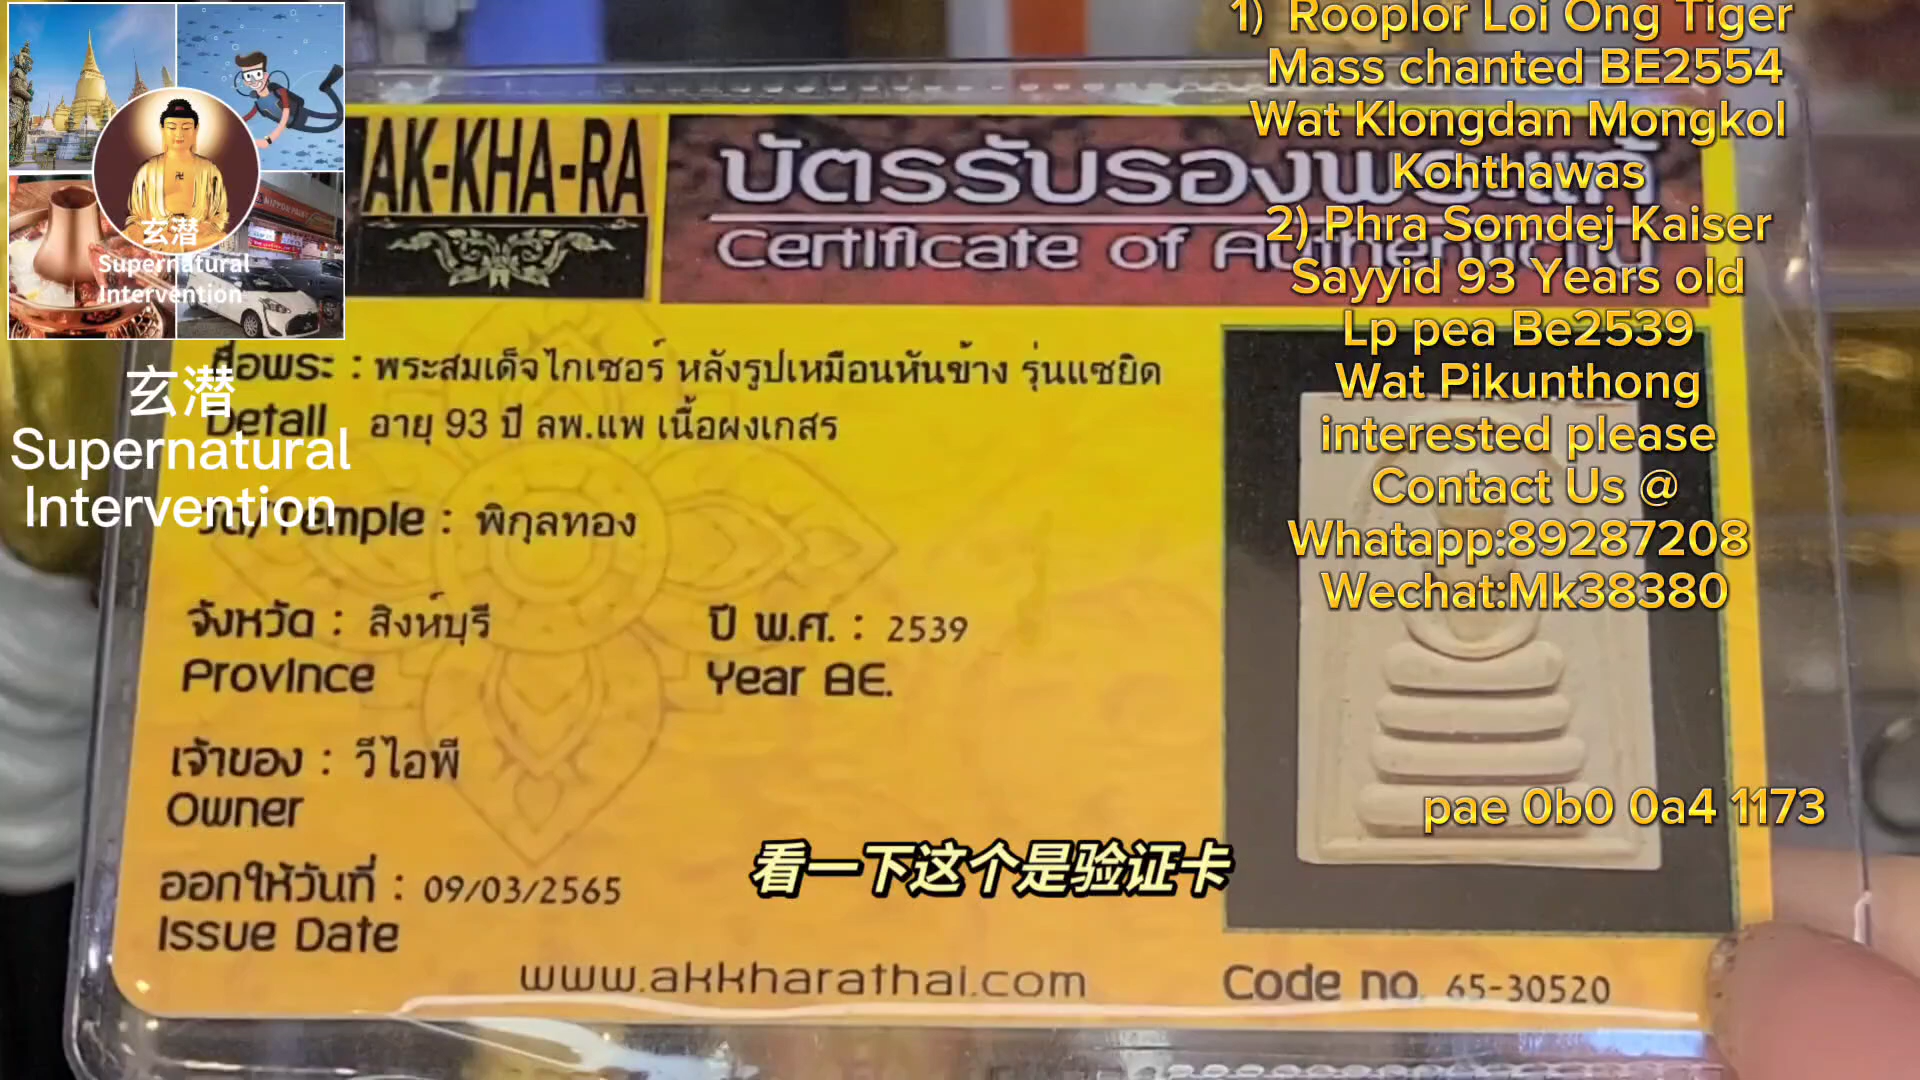 1) Rooplor Loi Ong Tiger
Mass chanted BE2554
Wat Klongdan Mongkol
Kohthawas
2) Phra Somdej Kaiser
Sayyid 93 Years old
Lp pea Be2539
Wat Pikunthong
interested please
Contact Us @
Whatapp:89287208
Wechat:Mk38380
pae 0b0 0a4 1173
玄潜
Supernatural
Intervention
玄潜
Supernatural
Intervention
AK-KHA-RA
บัตรรับรองพระแท้
Certificate of Authenticity
ชื่อพระ : พระสมเด็จไกเซอร์ หลังรูปเหมือนหันข้าง รุ่นแซยิด
Detail อายุ 93 ปี ลพ.แพ เนื้อผงเกสร
วัด/Temple : พิกุลทอง
จังหวัด : สิงห์บุรี
Province
ปี พ.ศ. : 2539
Year BE.
เจ้าของ : วีไอพี
Owner
ออกให้วันที่ : 09/03/2565
Issue Date
www.akkharathai.com
Code no. 65-30520
看一下这个是验证卡